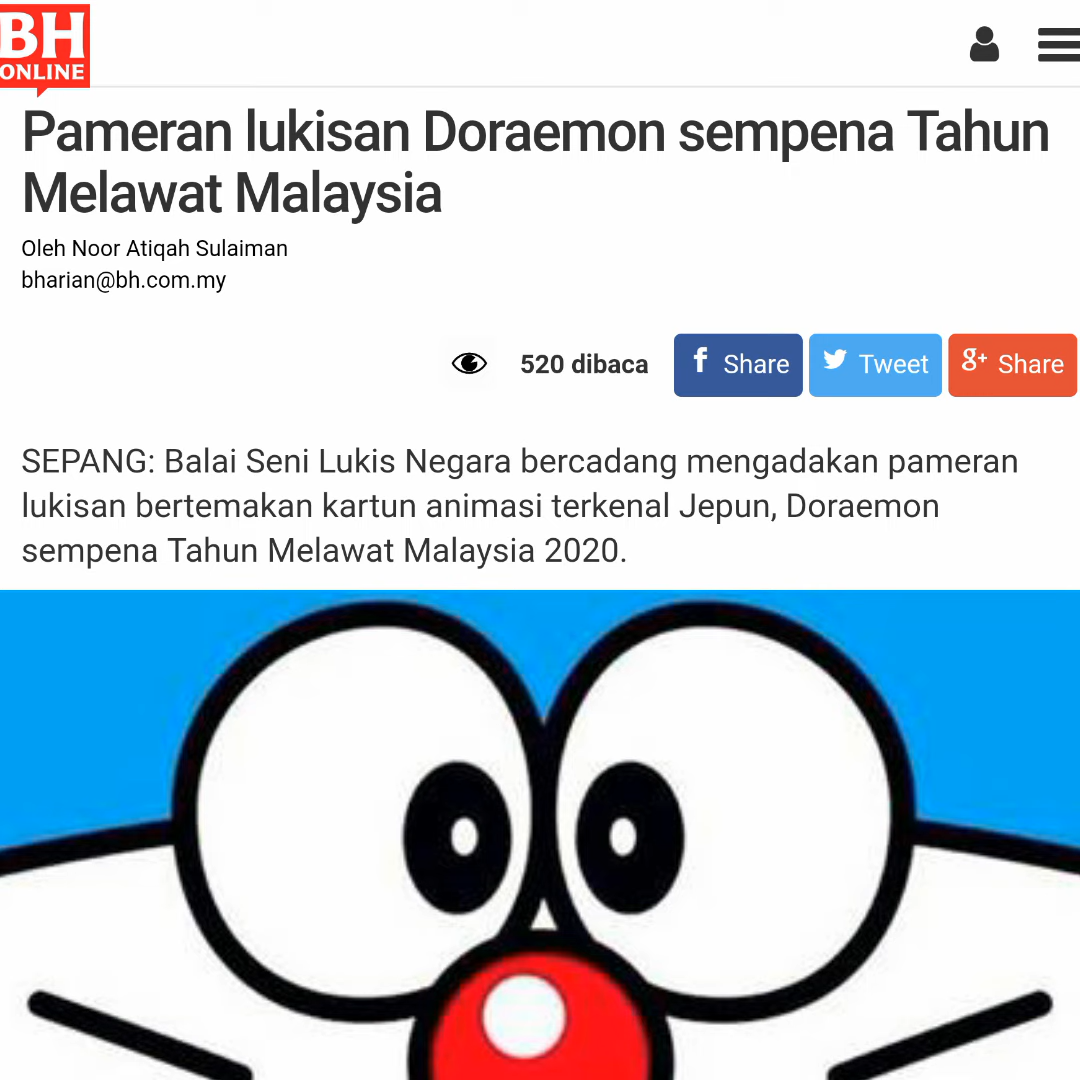 BH
ONLINE
Pameran lukisan Doraemon sempena Tahun
Melawat Malaysia
Oleh Noor Atiqah Sulaiman
bharian@bh.com.my
520 dibaca
f Share
Tweet
g+ Share
SEPANG: Balai Seni Lukis Negara bercadang mengadakan pameran
lukisan bertemakan kartun animasi terkenal Jepun, Doraemon
sempena Tahun Melawat Malaysia 2020.